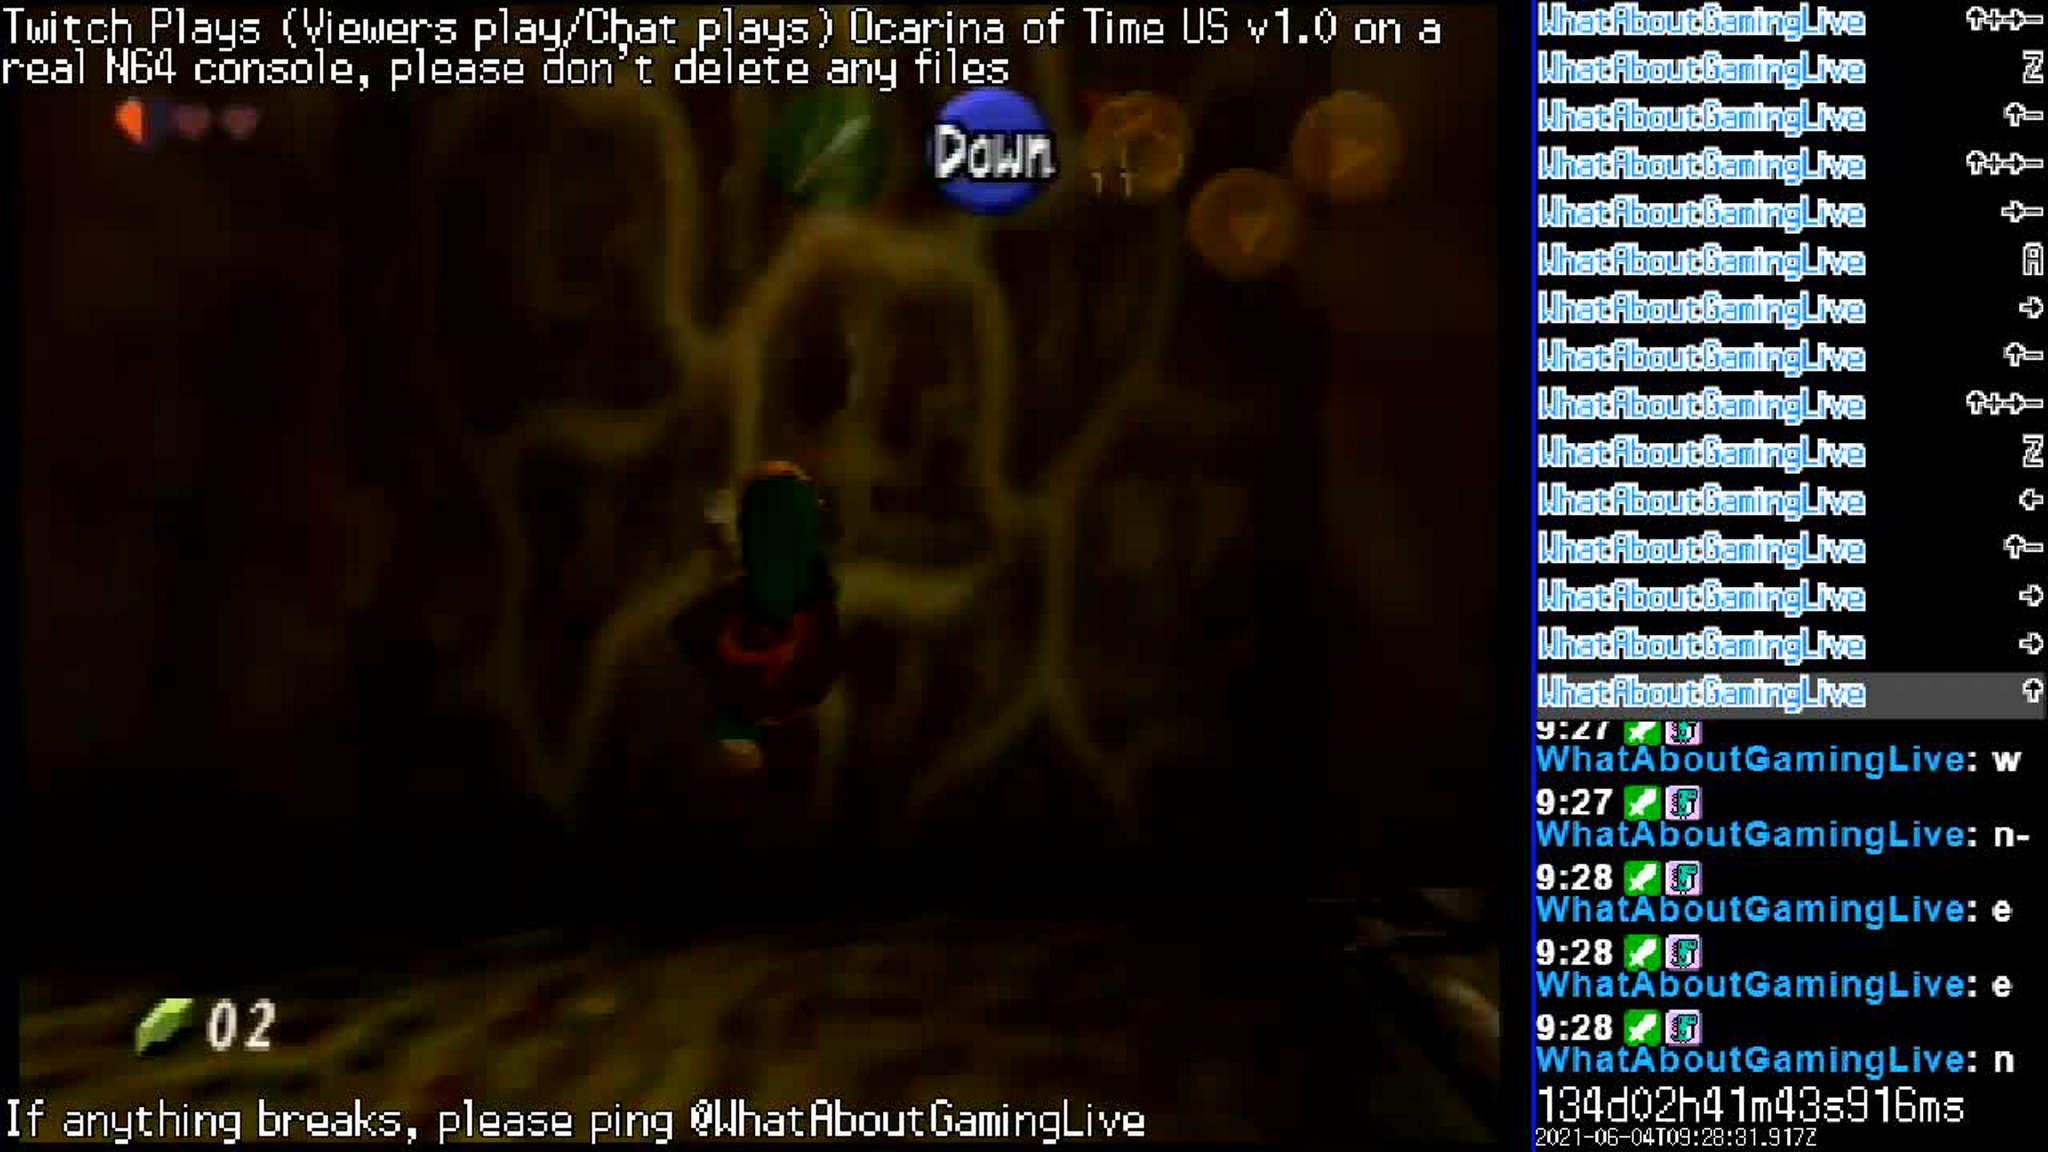 Twitch Plays (Viewers play/Chat plays) Ocarina of Time US v1.0 on a
real N64 console, please don't delete any files
Down
11
02
If anything breaks, please ping @WhatAboutGamingLive
WhatAboutGamingLive ↑+→-
WhatAboutGamingLive Z
WhatAboutGamingLive ↑-
WhatAboutGamingLive ↑+→-
WhatAboutGamingLive →-
WhatAboutGamingLive A
WhatAboutGamingLive →
WhatAboutGamingLive ↑-
WhatAboutGamingLive ↑+→-
WhatAboutGamingLive Z
WhatAboutGamingLive ←
WhatAboutGamingLive ↑-
WhatAboutGamingLive →
WhatAboutGamingLive →
WhatAboutGamingLive ↑
9:27
WhatAboutGamingLive: w
9:27
WhatAboutGamingLive: n-
9:28
WhatAboutGamingLive: e
9:28
WhatAboutGamingLive: e
9:28
WhatAboutGamingLive: n
134d02h41m43s916ms
2021-06-04T09:28:31.917Z